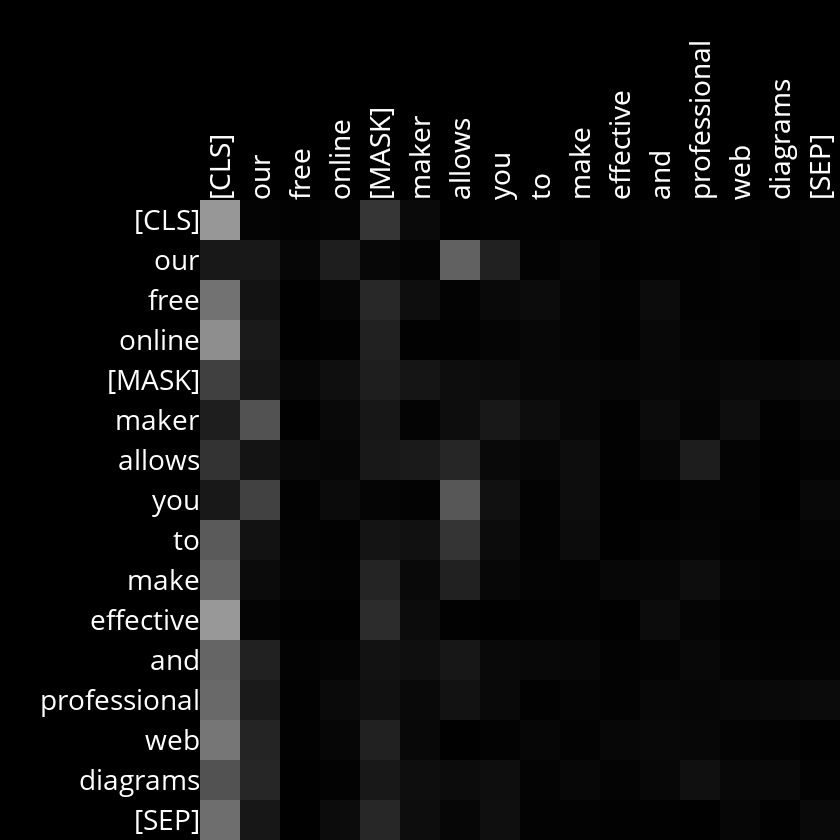 [CLS] our free online [MASK] maker allows you to make effective and professional web diagrams [SEP]
[CLS]
our
free
online
[MASK]
maker
allows
you
to
make
effective
and
professional
web
diagrams
[SEP]